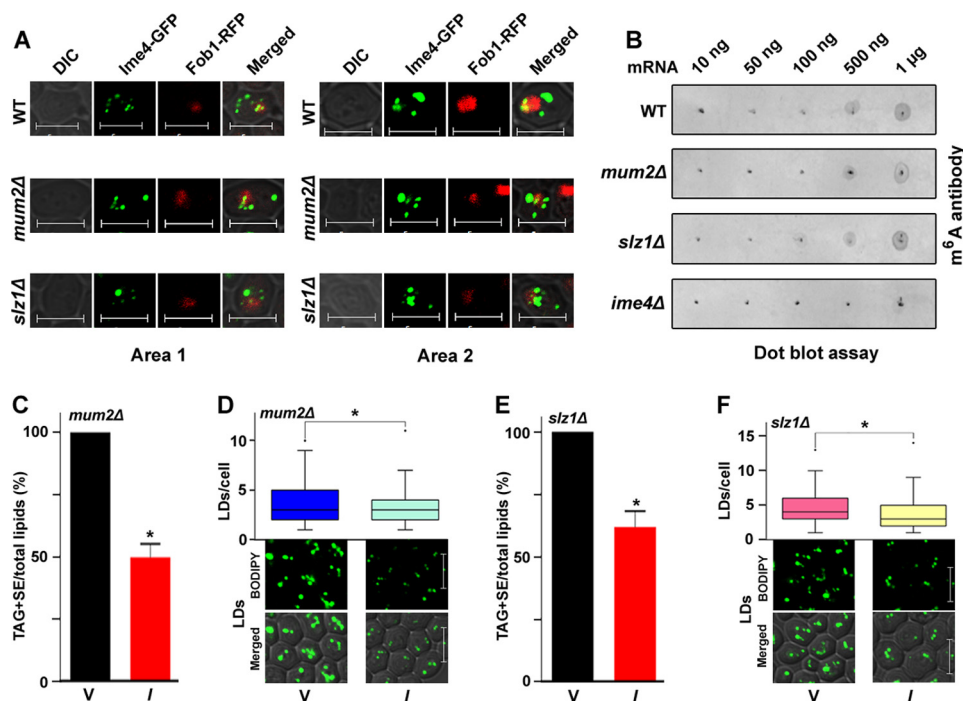 A
DIC Ime4-GFP Fob1-RFP Merged
DIC Ime4-GFP Fob1-RFP Merged
WT
WT
mum2Δ
mum2Δ
slz1Δ
slz1Δ
Area 1
Area 2
B
mRNA 10 ng 50 ng 100 ng 500 ng 1 µg
WT
mum2Δ
slz1Δ
ime4Δ
m⁶A antibody
Dot blot assay
C
mum2Δ
TAG+SE/total lipids (%)
100
50
0
*
V I
D
mum2Δ
*
LDs/cell
10
5
0
LDs
BODIPY
Merged
V I
E
slz1Δ
TAG+SE/total lipids (%)
100
50
0
*
V I
F
slz1Δ
*
LDs/cell
15
10
5
0
LDs
BODIPY
Merged
V I